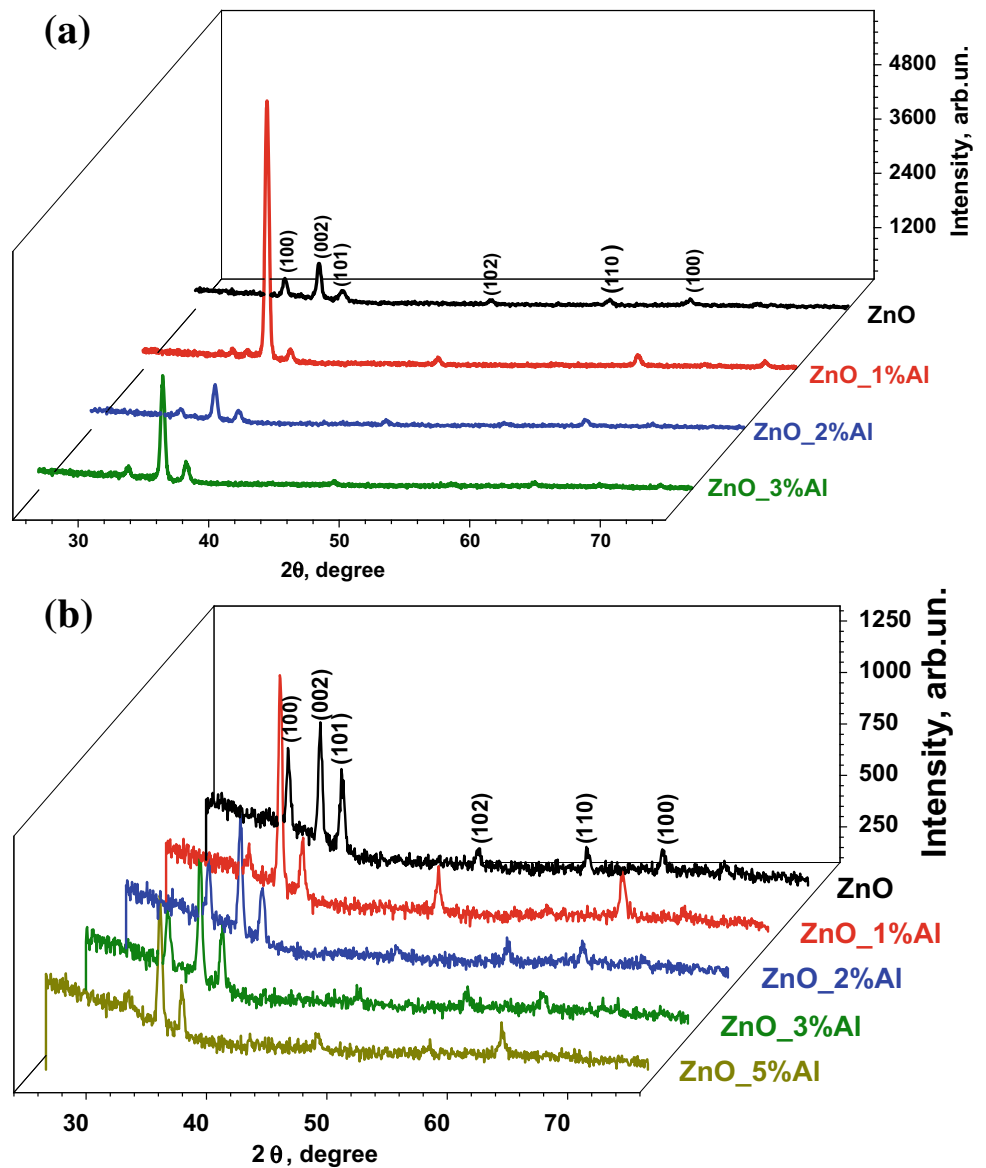 (a)
4800
3600
2400
1200
Intensity, arb.un.
(100)
(002)
(101)
(102)
(110 )
(100)
ZnO
ZnO_1%Al
ZnO_2%Al
ZnO_3%Al
30 40 50 60 70
2θ, degree
(b)
1250
1000
750
500
250
Intensity, arb.un.
(100)
(002)
(101)
(102)
(110)
(100)
ZnO
ZnO_1%Al
ZnO_2%Al
ZnO_3%Al
ZnO_5%Al
30 40 50 60 70
2 θ, degree